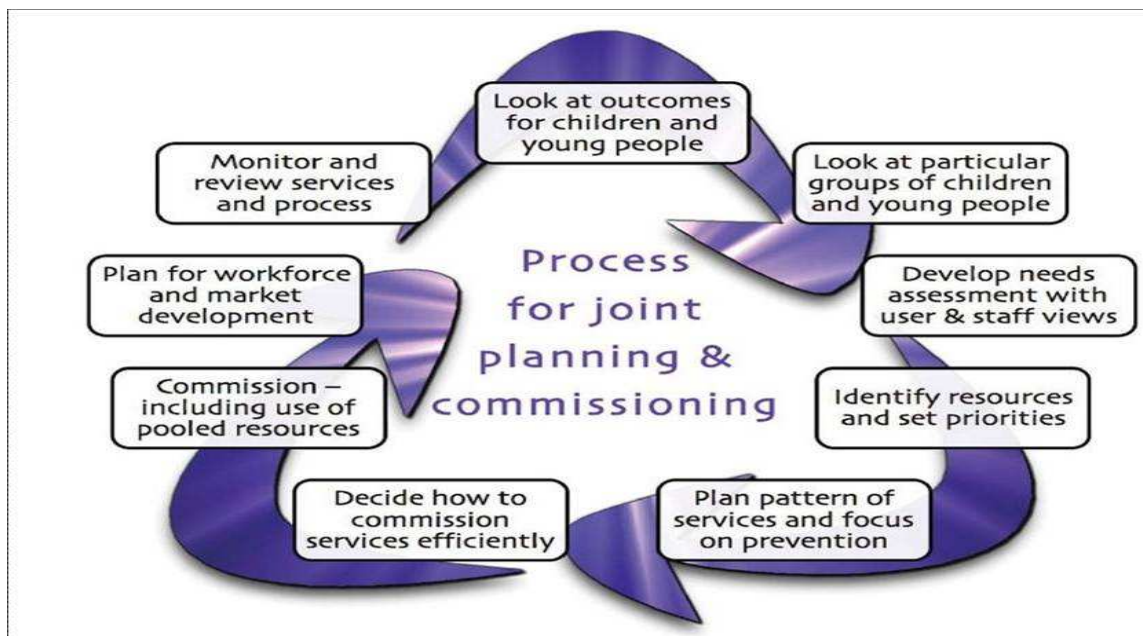 Look at outcomes
for children and
young people
Look at particular
groups of children
and young people
Develop needs
assessment with
user & staff views
Identify resources
and set priorities
Plan pattern of
services and focus
on prevention
Decide how to
commission
services efficiently
Commission –
including use of
pooled resources
Plan for workforce
and market
development
Monitor and
review services
and process
Process
for joint
planning &
commissioning